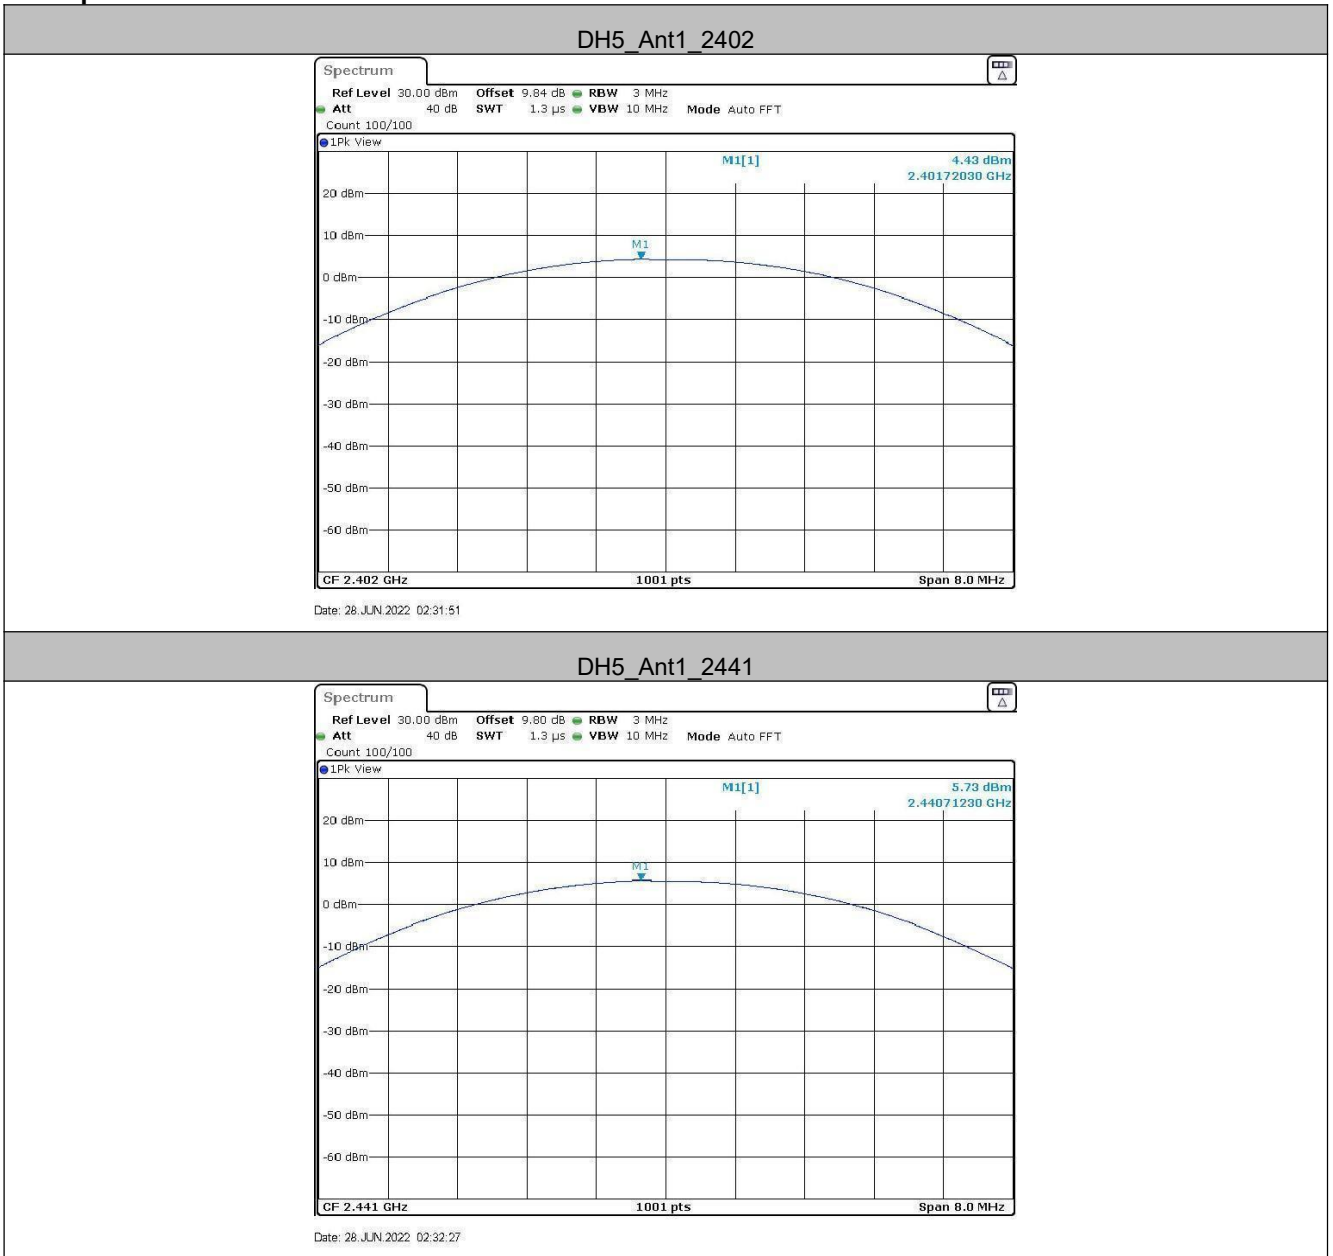 DH5_Ant1_2402
Spectrum
Ref Level 30.00 dBm Offset 9.84 dB RBW 3 MHz
Att 40 dB SWT 1.3 µs VBW 10 MHz Mode Auto FFT
Count 100/100
1Pk View
M1[1] 4.43 dBm
2.40172030 GHz
20 dBm
10 dBm
M1
0 dBm
-10 dBm
-20 dBm
-30 dBm
-40 dBm
-50 dBm
-60 dBm
CF 2.402 GHz 1001 pts Span 8.0 MHz
Date: 28.JUN.2022 02:31:51
DH5_Ant1_2441
Spectrum
Ref Level 30.00 dBm Offset 9.80 dB RBW 3 MHz
Att 40 dB SWT 1.3 µs VBW 10 MHz Mode Auto FFT
Count 100/100
1Pk View
M1[1] 5.73 dBm
2.44071230 GHz
20 dBm
10 dBm
M1
0 dBm
-10 dBm
-20 dBm
-30 dBm
-40 dBm
-50 dBm
-60 dBm
CF 2.441 GHz 1001 pts Span 8.0 MHz
Date: 28.JUN.2022 02:32:27